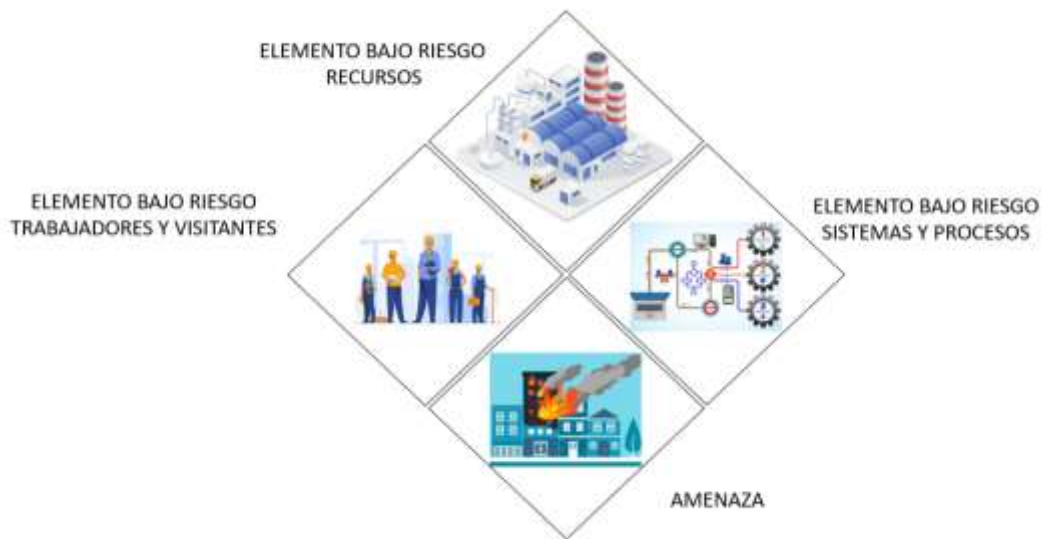 ELEMENTO BAJO RIESGO
RECURSOS
ELEMENTO BAJO RIESGO
TRABAJADORES Y VISITANTES
ELEMENTO BAJO RIESGO
SISTEMAS Y PROCESOS
AMENAZA